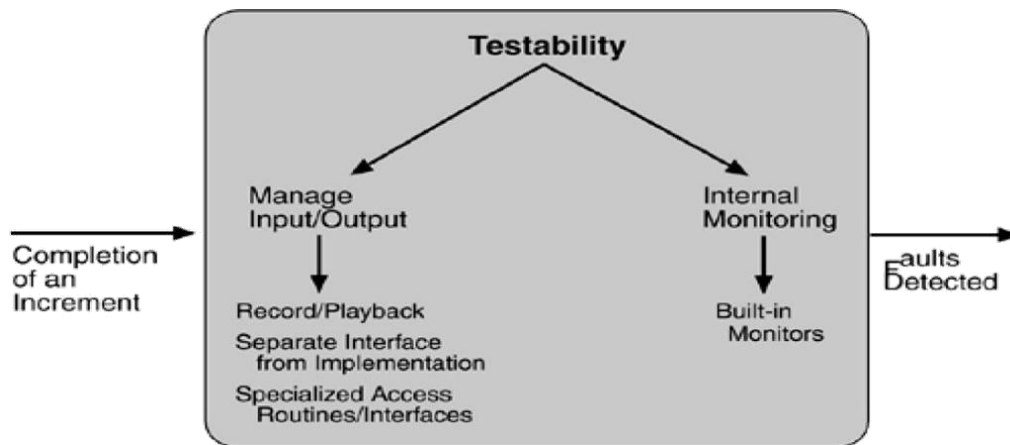 Testability
Manage
Input/Output
Internal
Monitoring
Completion
of an
Increment
Faults
Detected
Record/Playback
Separate Interface
from Implementation
Specialized Access
Routines/Interfaces
Built-in
Monitors